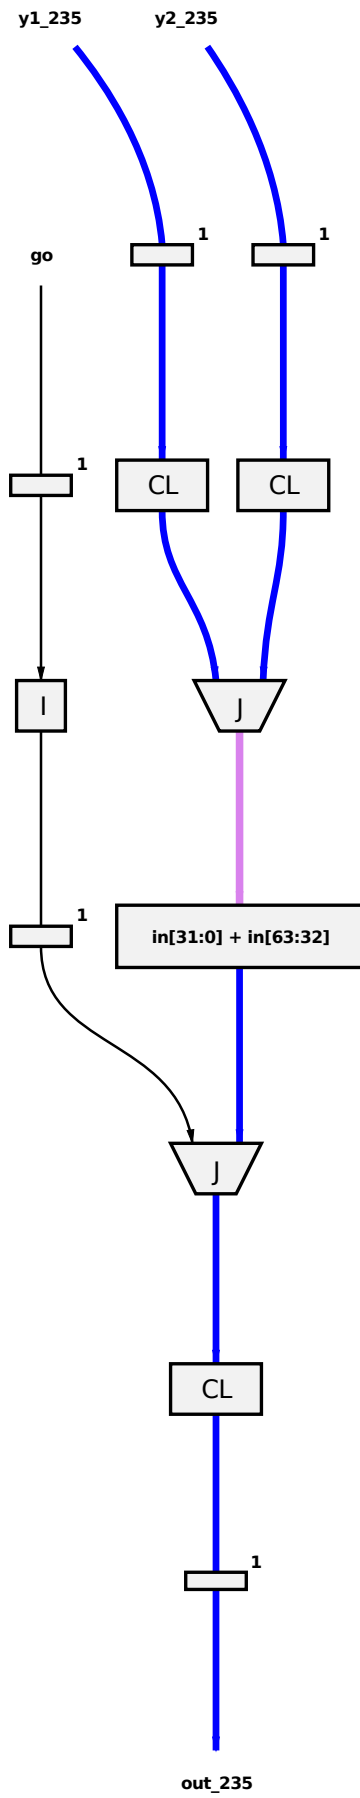 y1_235 y2_235
1 1
go
1
CL CL
I J
1
in[31:0] + in[63:32]
J
CL
1
out_235